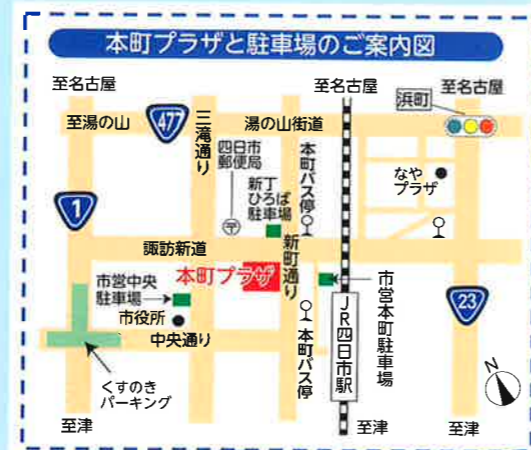 本町プラザと駐車場のご案内図
至名古屋
至名古屋
至名古屋
浜町
至湯の山
477
三滝通り
湯の山街道
四日市
郵便局
新丁
ひろば
駐車場
本町バス停
なや
プラザ
1
諏訪新道
新町通り
本町プラザ
市営中央
駐車場
市役所
中央通り
本町バス停
JR四日市駅
市営本町駐車場
23
くすのき
パーキング
N
至津
至津
至津